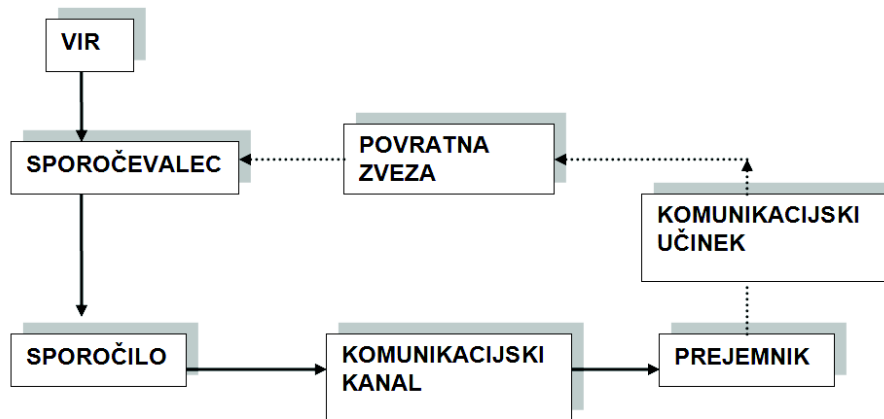 VIR
SPOROČEVALEC
POVRATNA
ZVEZA
KOMUNIKACIJSKI
UČINEK
SPOROČILO
KOMUNIKACIJSKI
KANAL
PREJEMNIK